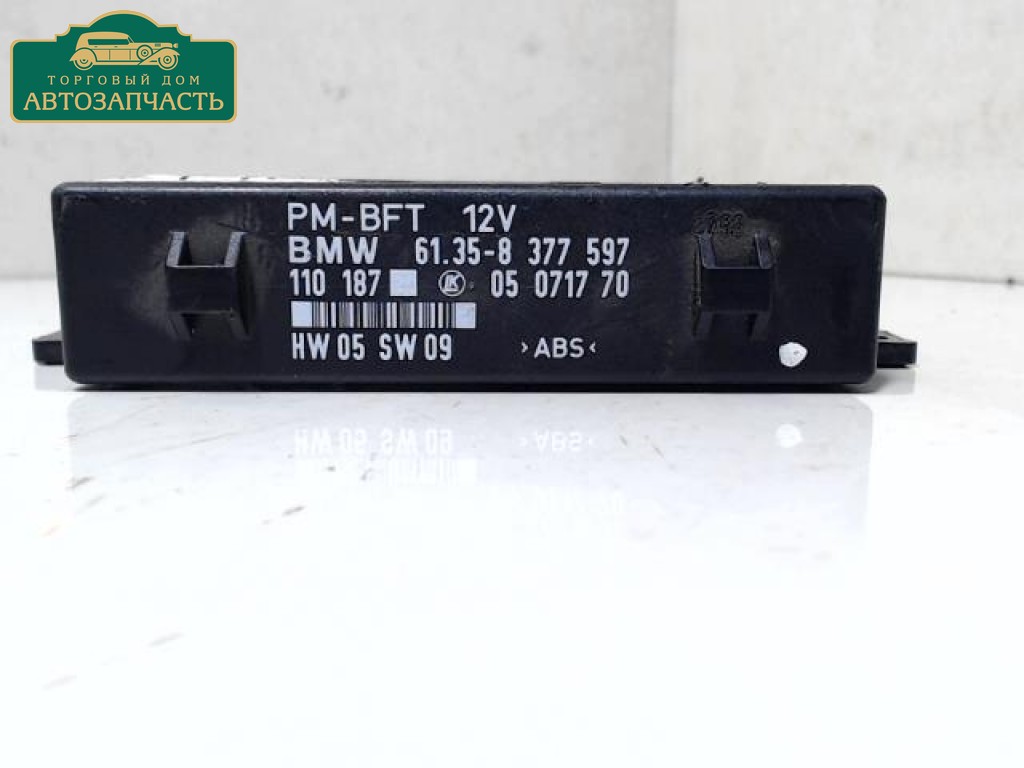 ТОРГОВЫЙ ДОМ
АВТОЗАПЧАСТЬ
PM-BFT 12V
BMW 61.35-8 377 597
110 187 LK 05 0717 70
HW 05 SW 09 >ABS<